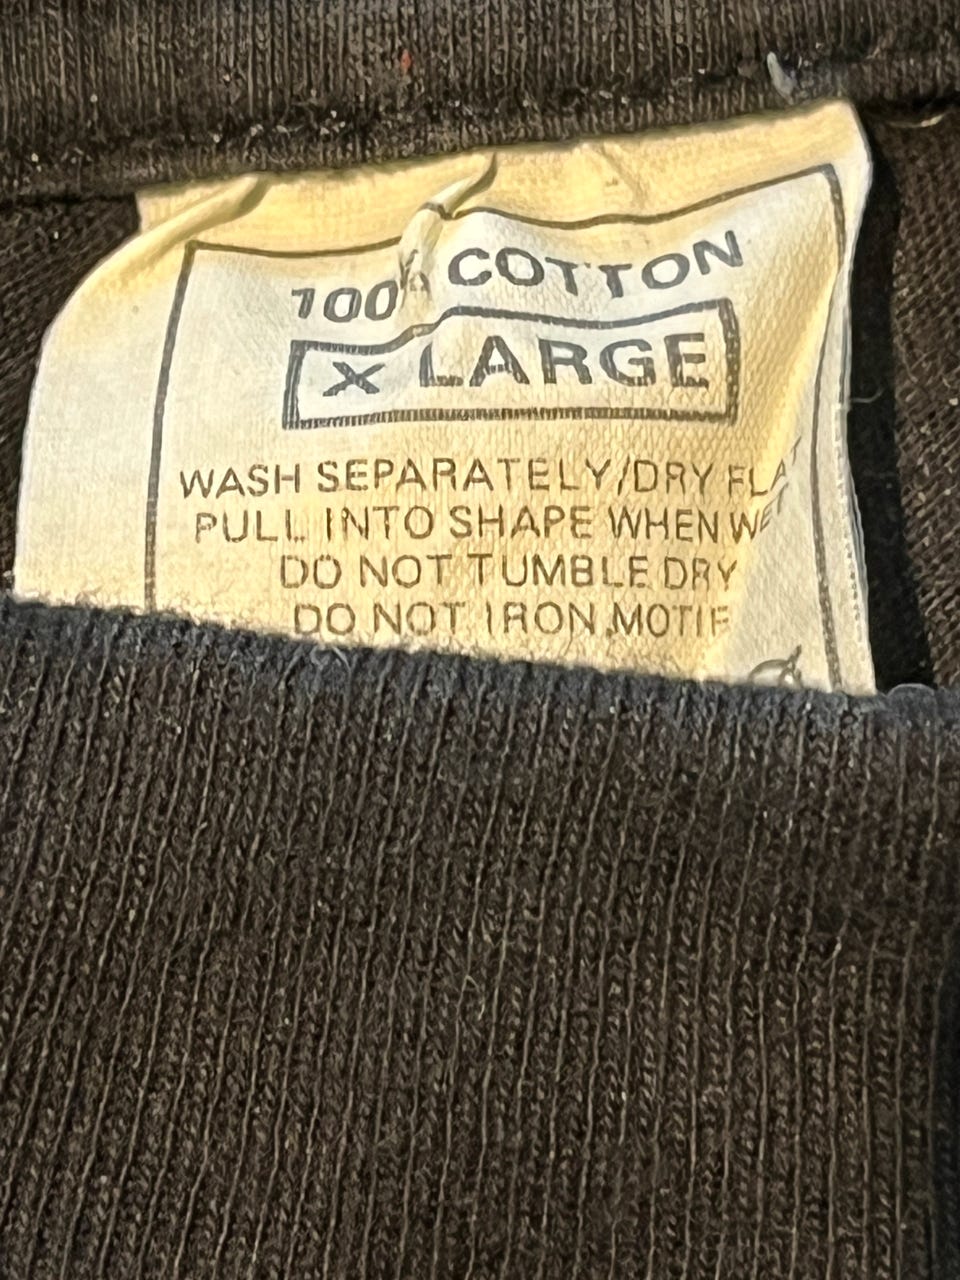 100% COTTON
X LARGE
WASH SEPARATELY/DRY FLAT
PULL INTO SHAPE WHEN WET
DO NOT TUMBLE DRY
DO NOT IRON MOTIF